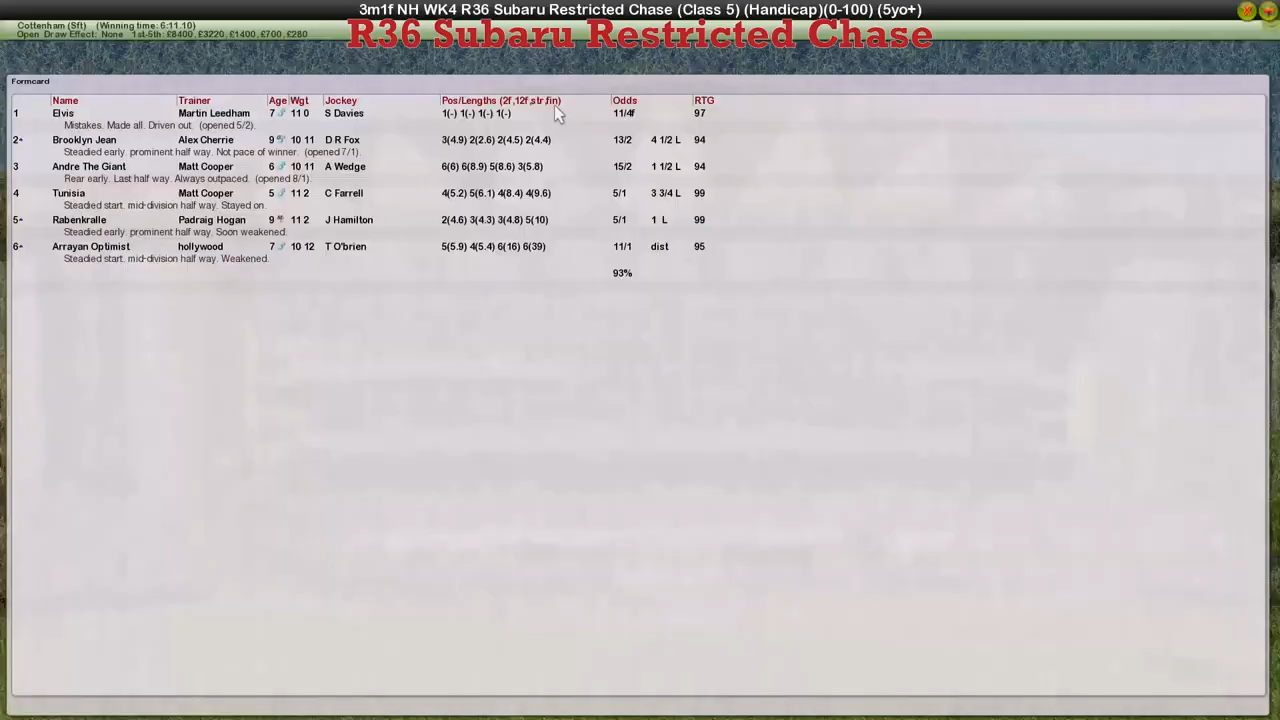 3m1f NH WK4 R36 Subaru Restricted Chase (Class 5) (Handicap)(0-100) (5yo+)
Cottenham (Sft) (Winning time: 6:11.10)
Open Draw Effect: None 1st-5th: £8400, £3220, £1400, £700, £280
R36 Subaru Restricted Chase
Formcard
Name Trainer Age Wgt Jockey Pos/Lengths (2f,12f,str,fin) Odds RTG
1 Elvis Martin Leedham 7 11 0 S Davies 1(-) 1(-) 1(-) 1(-) 11/4f 97
Mistakes. Made all. Driven out. (opened 5/2).
2 Brooklyn Jean Alex Cherrie 9 10 11 D R Fox 3(4.9) 2(2.6) 2(4.5) 2(4.4) 13/2 4 1/2 L 94
Steadied early. prominent half way. Not pace of winner. (opened 7/1).
3 Andre The Giant Matt Cooper 6 10 11 A Wedge 6(6) 6(8.9) 5(8.6) 3(5.8) 15/2 1 1/2 L 94
Rear early. Last half way. Always outpaced. (opened 8/1).
4 Tunisia Matt Cooper 5 11 2 C Farrell 4(5.2) 5(6.1) 4(8.4) 4(9.6) 5/1 3 3/4 L 99
Steadied start. mid-division half way. Stayed on.
5 Rabenkralle Padraig Hogan 9 11 2 J Hamilton 2(4.6) 3(4.3) 3(4.8) 5(10) 5/1 1 L 99
Steadied early. prominent half way. Soon weakened.
6 Arrayan Optimist hollywood 7 10 12 T O'brien 5(5.9) 4(5.4) 6(16) 6(39) 11/1 dist 95
Steadied start. mid-division half way. Weakened.
93%